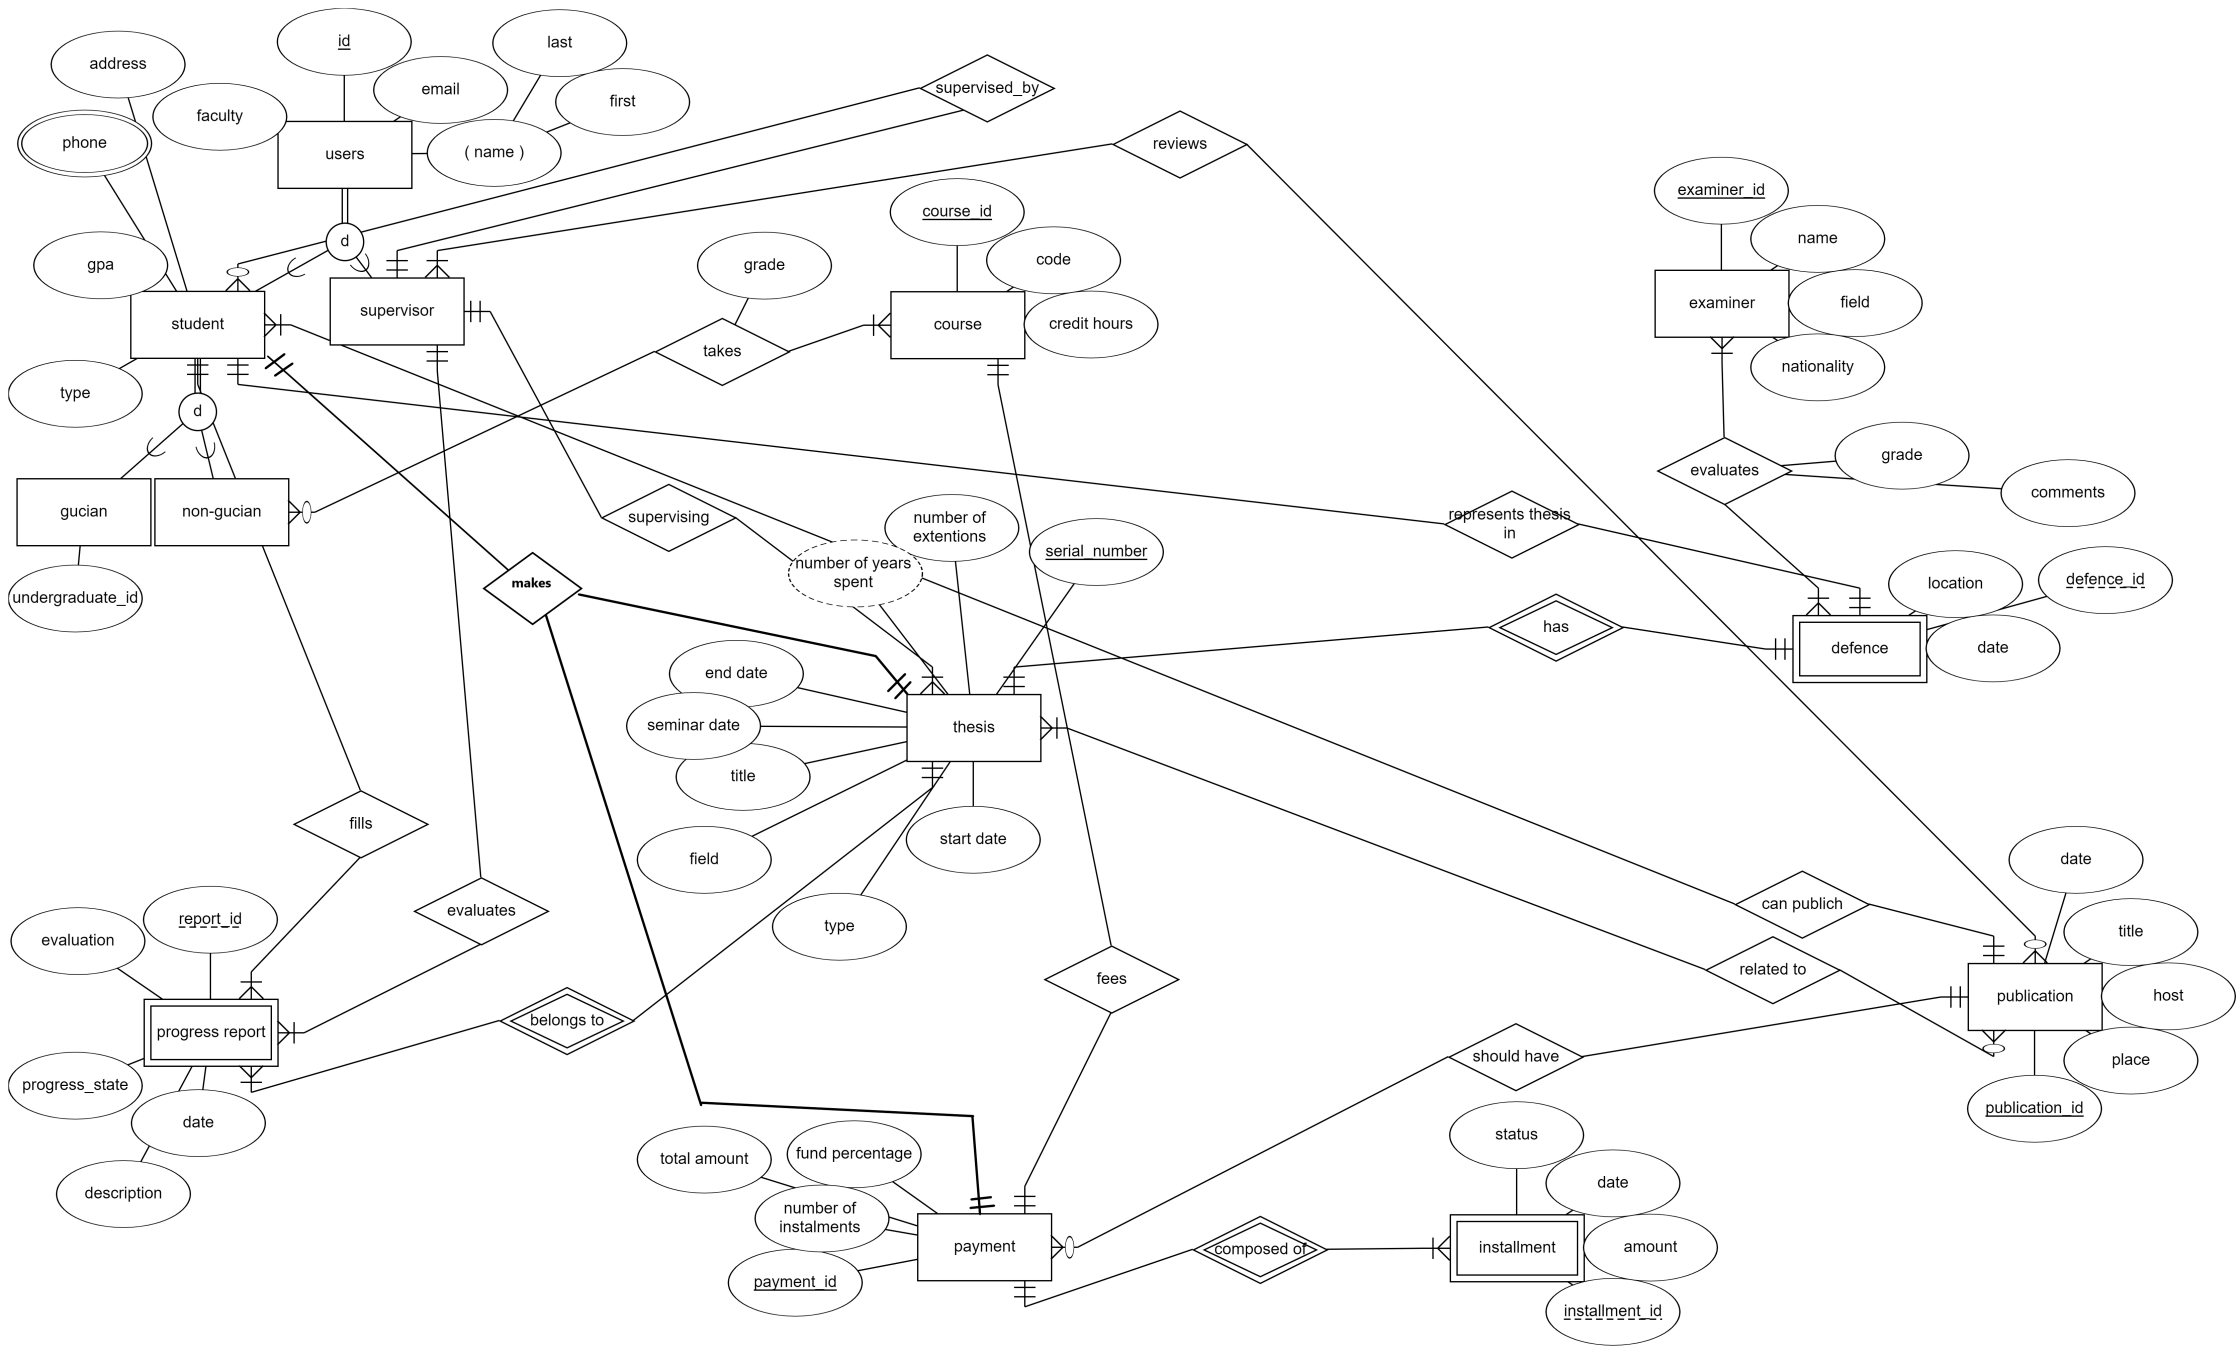 id
last
address
email
supervised_by
first
faculty
phone
reviews
users
( name )
examiner_id
course_id
name
d
code
gpa
grade
examiner
field
student
supervisor
course
credit hours
takes
nationality
type
d
grade
evaluates
comments
gucian
non-gucian
supervising
number of
extentions
represents thesis
in
serial_number
number of years
spent
makes
location
defence_id
undergraduate_id
has
defence
date
end date
seminar date
thesis
title
fills
start date
field
date
can publich
evaluates
report_id
type
title
evaluation
related to
fees
publication
host
belongs to
progress report
should have
place
progress_state
publication_id
date
status
total amount
fund percentage
date
description
number of
instalments
payment
composed of
installment
amount
payment_id
installment_id